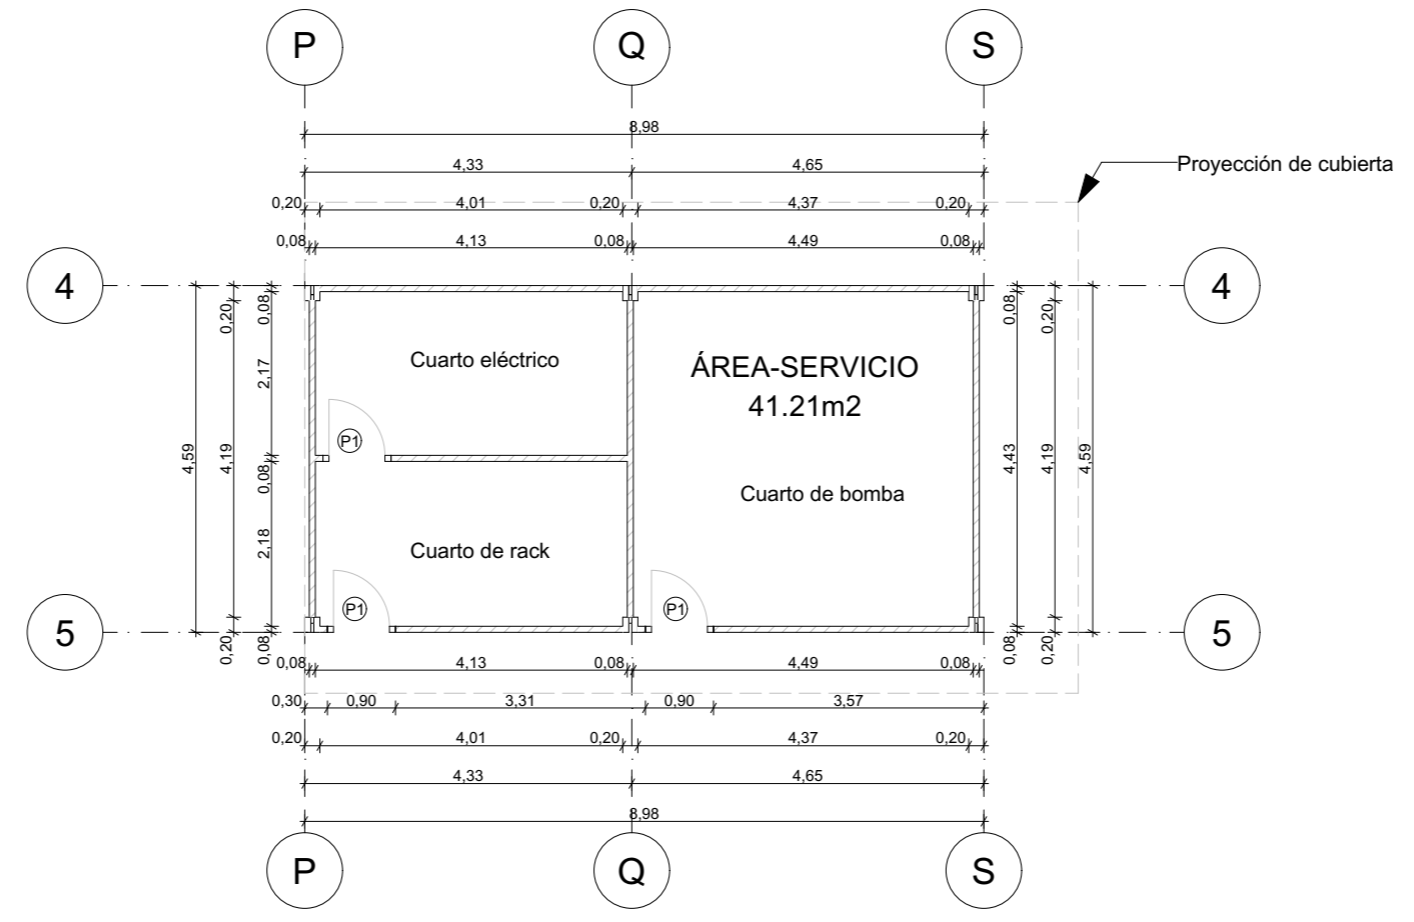 P Q S
8,98
Proyección de cubierta
4,33 4,65
0,20 4,01 0,20 4,37 0,20
0,08 4,13 0,08 4,49 0,08
4 4
0,20 0,08 0,08 0,20
Cuarto eléctrico
ÁREA-SERVICIO
41.21m2
2,17
P1
4,59 4,19 0,08 4,43 4,19 4,59
Cuarto de bomba
2,18
Cuarto de rack
P1 P1
5 5
0,20 0,08 0,08 0,20
0,08 4,13 0,08 4,49 0,08
0,30 0,90 3,31 0,90 3,57
0,20 4,01 0,20 4,37 0,20
4,33 4,65
8,98
P Q S